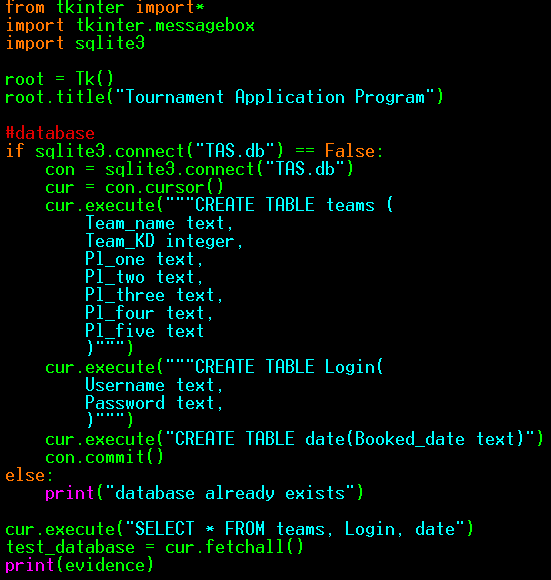 from tkinter import*
import tkinter.messagebox
import sqlite3
root = Tk()
root.title("Tournament Application Program")
#database
if sqlite3.connect("TAS.db") == False:
    con = sqlite3.connect("TAS.db")
    cur = con.cursor()
    cur.execute("""CREATE TABLE teams (
        Team_name text,
        Team_KD integer,
        Pl_one text,
        Pl_two text,
        Pl_three text,
        Pl_four text,
        Pl_five text
        )""")
    cur.execute("""CREATE TABLE Login(
        Username text,
        Password text,
        )""")
    cur.execute("CREATE TABLE date(Booked_date text)")
    con.commit()
else:
    print("database already exists")
cur.execute("SELECT * FROM teams, Login, date")
test_database = cur.fetchall()
print(evidence)